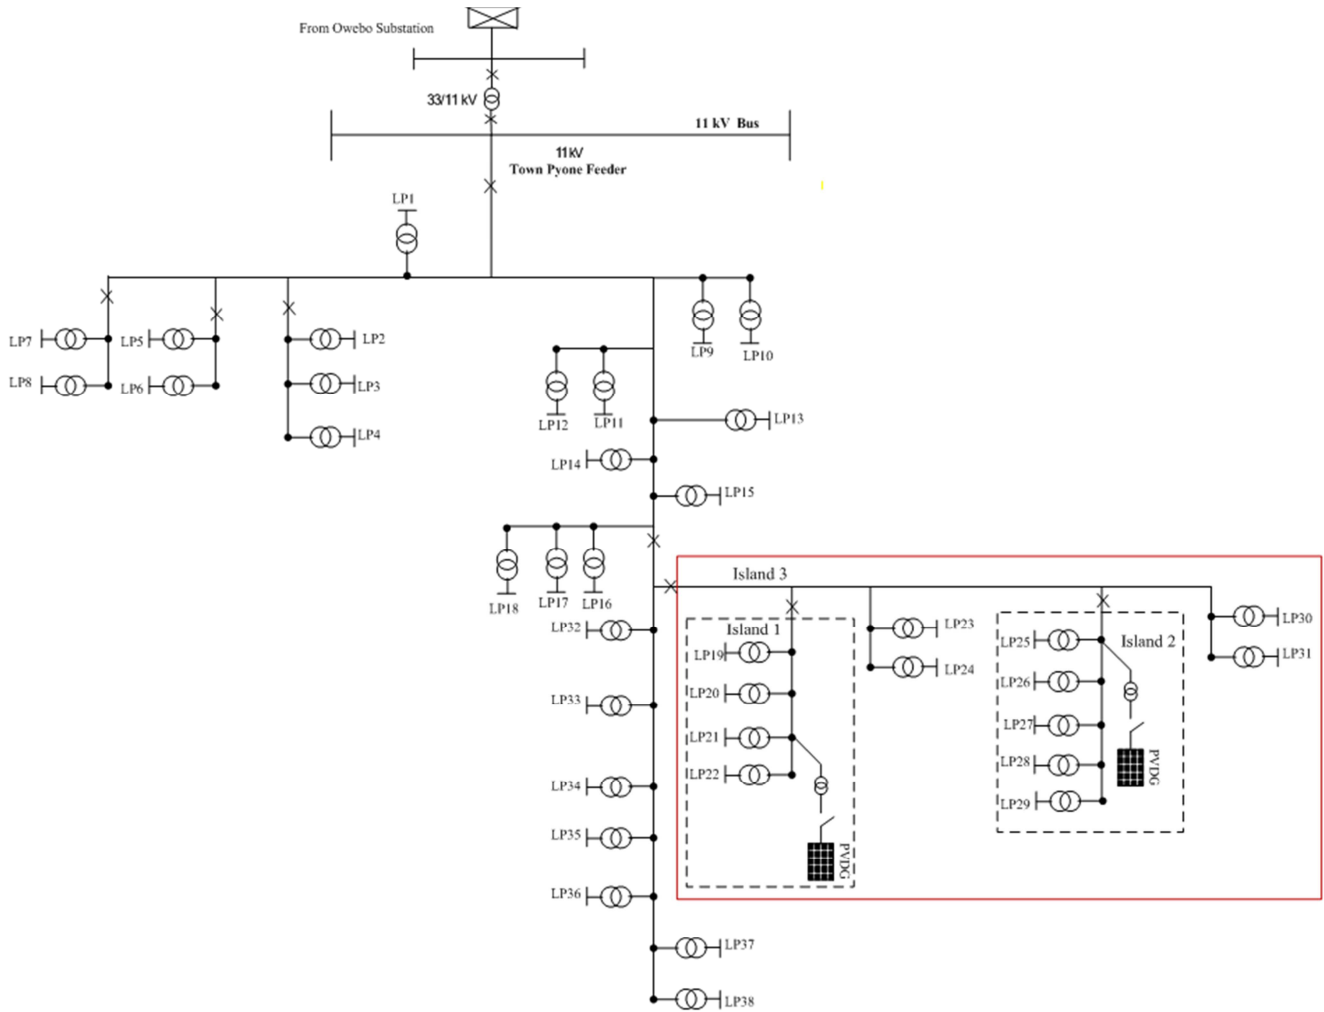 From Owebo Substation
33/11 kV
11 kV Bus
11kV
Town Pyone Feeder
LP1
LP7
LP5
LP2
LP8
LP6
LP3
LP4
LP9
LP10
LP12
LP11
LP13
LP14
LP15
LP18
LP17
LP16
Island 3
LP32
Island 1
LP23
LP30
LP19
LP24
LP25
Island 2
LP31
LP20
LP26
LP33
LP21
LP27
LP22
LP28
PVDG
LP34
LP29
LP35
PVDG
LP36
LP37
LP38